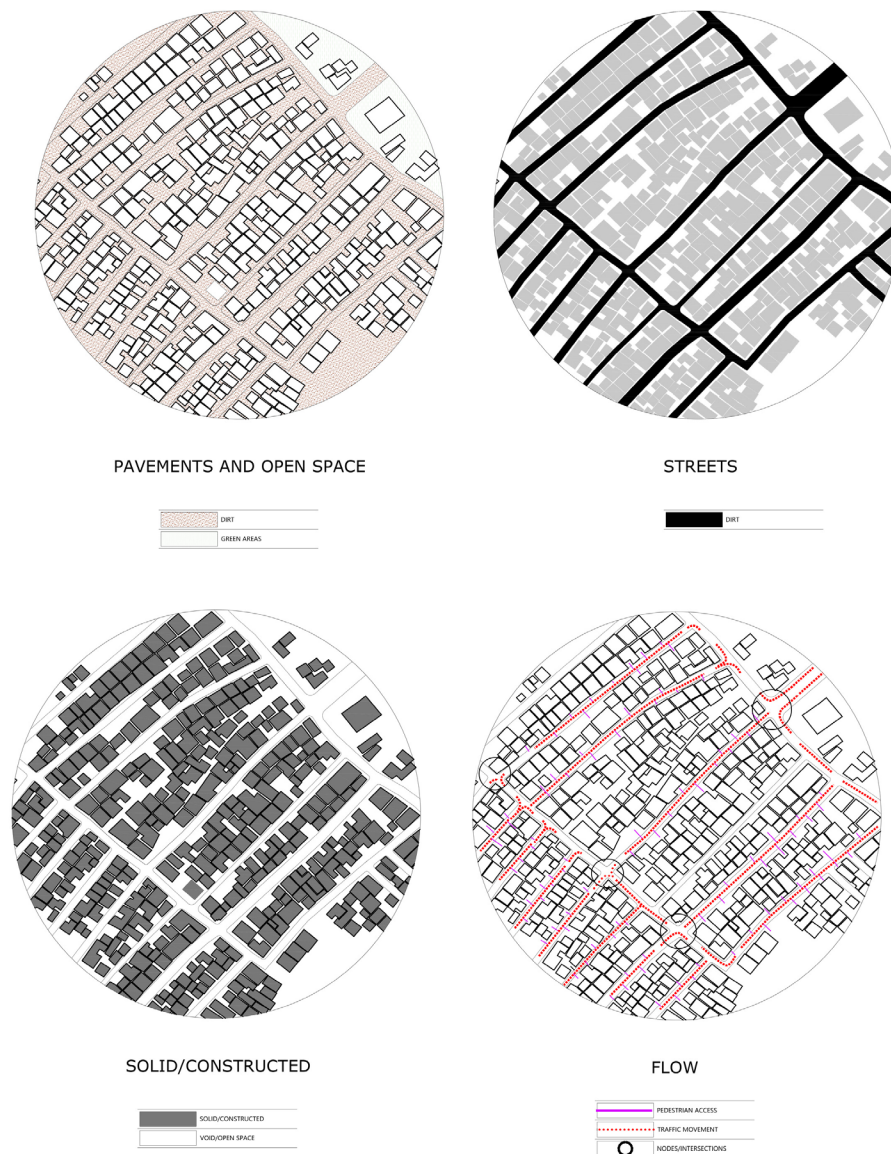 PAVEMENTS AND OPEN SPACE
DIRT
GREEN AREAS
STREETS
DIRT
SOLID/CONSTRUCTED
SOLID/CONSTRUCTED
VOID/OPEN SPACE
FLOW
PEDESTRIAN ACCESS
TRAFFIC MOVEMENT
NODES/INTERSECTIONS